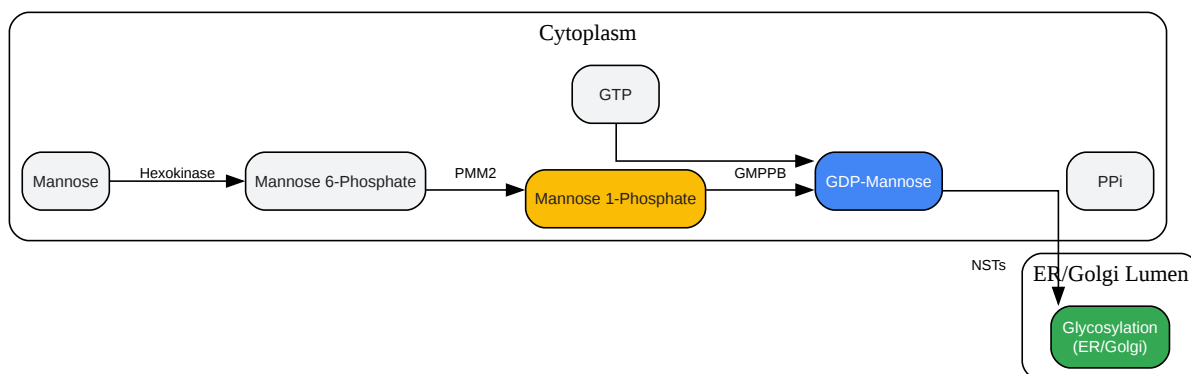 Cytoplasm
GTP
Mannose
Hexokinase
Mannose 6-Phosphate
PMM2
Mannose 1-Phosphate
GMPPB
GDP-Mannose
PPi
NSTs
ER/Golgi Lumen
Glycosylation
(ER/Golgi)